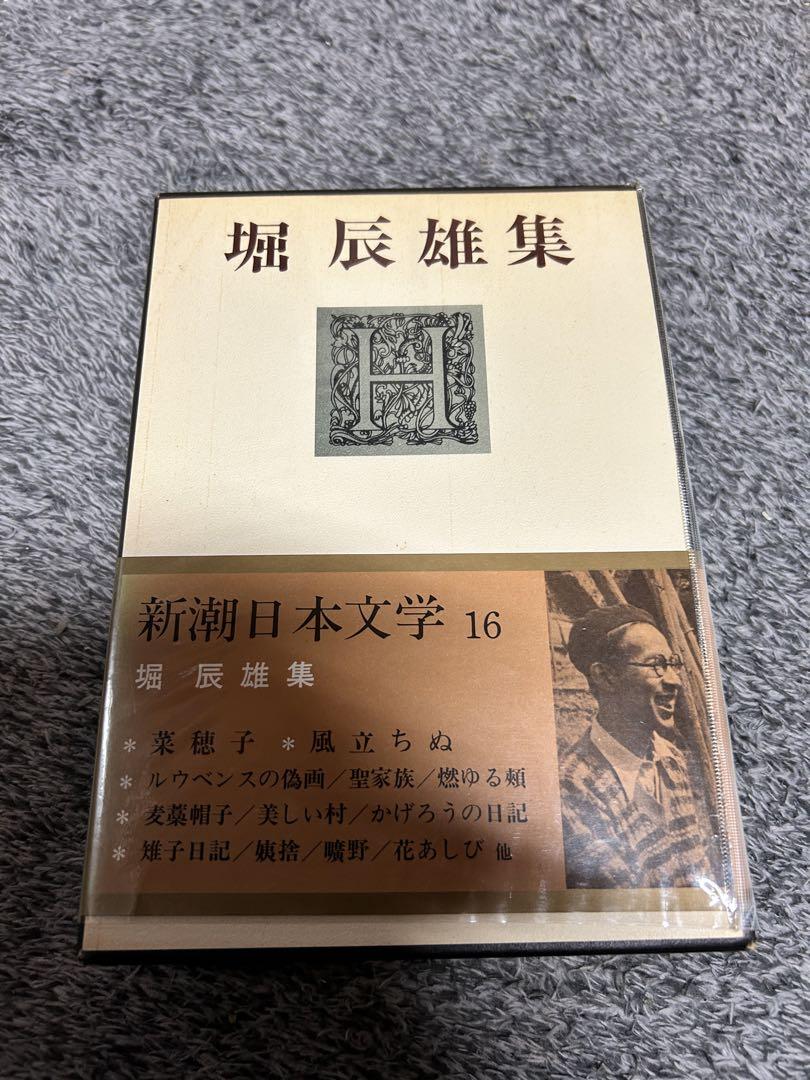 堀 辰雄集
H
新潮日本文学 16
堀 辰雄集
* 菜穂子 * 風立ちぬ
* ルウベンスの偽画／聖家族／燃ゆる頰
* 麦藁帽子／美しい村／かげろうの日記
* 雉子日記／姨捨／曠野／花あしび 他